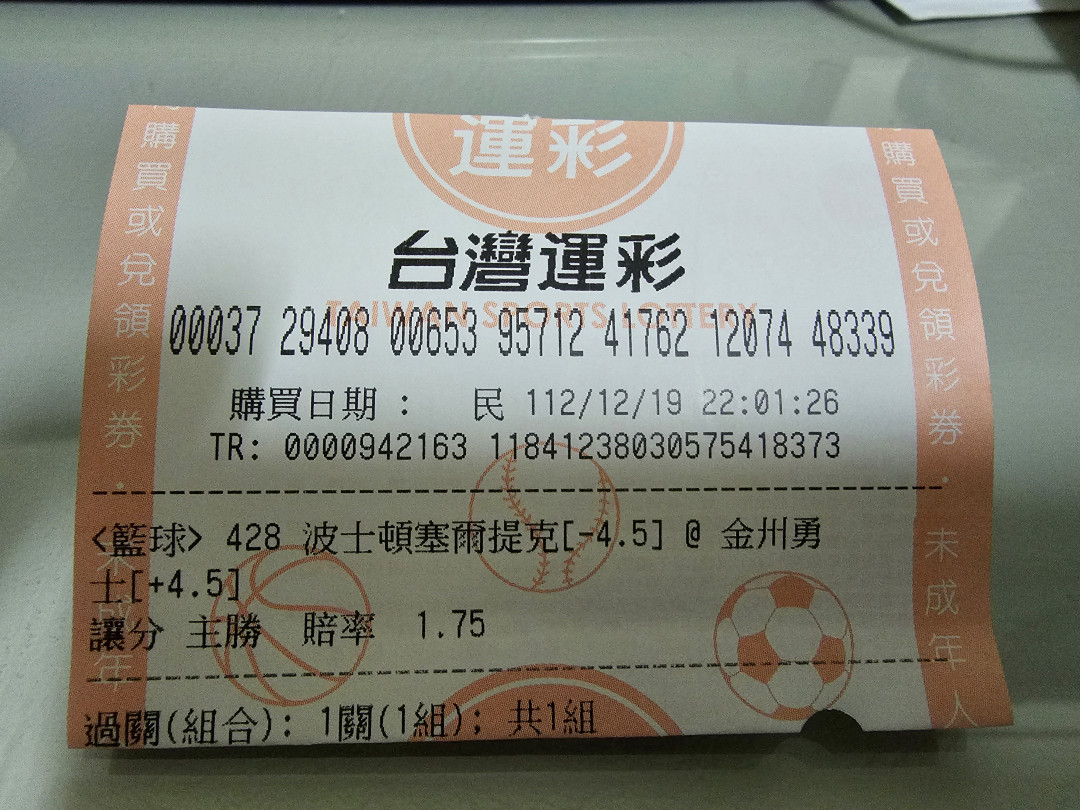 運彩
台灣運彩
TAIWAN SPORTS LOTTERY
00037 29408 00653 95712 41762 12074 48339
購買日期 : 民 112/12/19 22:01:26
TR: 0000942163 11841238030575418373
<籃球> 428 波士頓塞爾提克[-4.5] @ 金州勇
士[+4.5]
讓分 主勝 賠率 1.75
過關(組合): 1關(1組); 共1組
購買或兌領彩券．未成年
購買或兌領彩券．未成年人